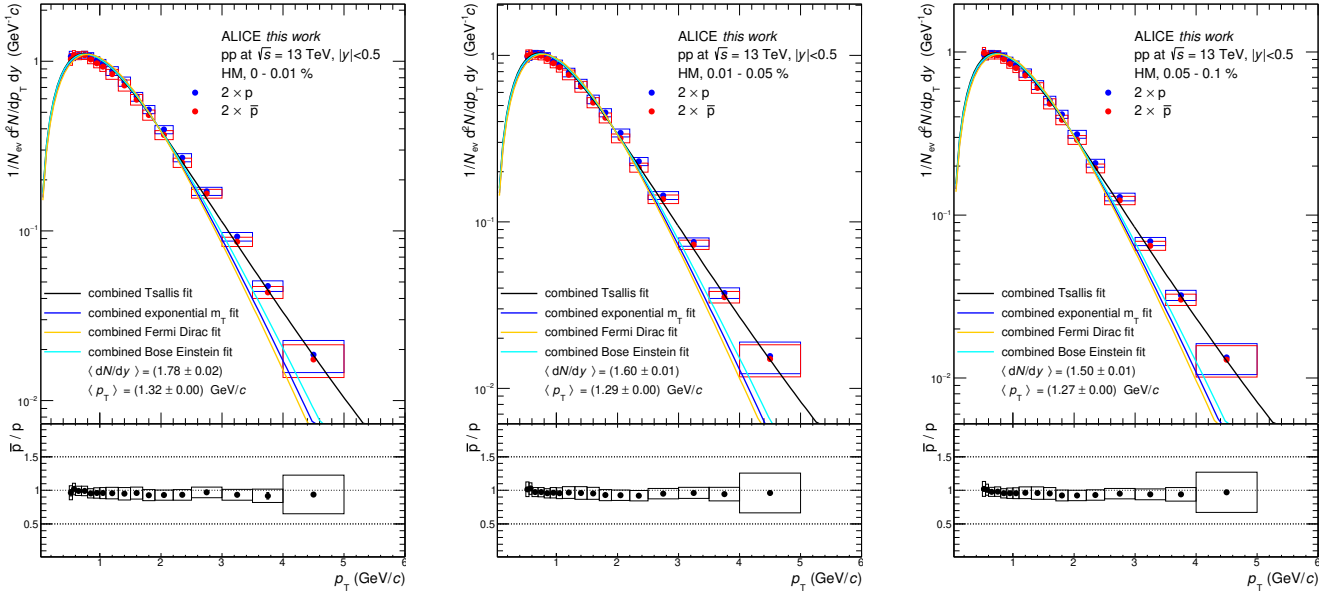 1/N_ev d²N/dp_T dy (GeV⁻¹c)
ALICE this work
pp at √s = 13 TeV, |y|<0.5
HM, 0 - 0.01 %
2 × p
2 × p̅
1
10⁻¹
10⁻²
combined Tsallis fit
combined exponential m_T fit
combined Fermi Dirac fit
combined Bose Einstein fit
⟨ dN/dy ⟩ = (1.78 ± 0.02)
⟨ p_T ⟩ = (1.32 ± 0.00) GeV/c
p̅ / p
1.5
1
0.5
1 2 3 4 5 6
p_T (GeV/c)
1/N_ev d²N/dp_T dy (GeV⁻¹c)
ALICE this work
pp at √s = 13 TeV, |y|<0.5
HM, 0.01 - 0.05 %
2 × p
2 × p̅
1
10⁻¹
10⁻²
combined Tsallis fit
combined exponential m_T fit
combined Fermi Dirac fit
combined Bose Einstein fit
⟨ dN/dy ⟩ = (1.60 ± 0.01)
⟨ p_T ⟩ = (1.29 ± 0.00) GeV/c
p̅ / p
1.5
1
0.5
0 1 2 3 4 5 6
p_T (GeV/c)
1/N_ev d²N/dp_T dy (GeV⁻¹c)
ALICE this work
pp at √s = 13 TeV, |y|<0.5
HM, 0.05 - 0.1 %
2 × p
2 × p̅
1
10⁻¹
10⁻²
combined Tsallis fit
combined exponential m_T fit
combined Fermi Dirac fit
combined Bose Einstein fit
⟨ dN/dy ⟩ = (1.50 ± 0.01)
⟨ p_T ⟩ = (1.27 ± 0.00) GeV/c
p̅ / p
1.5
1
0.5
1 2 3 4 5 6
p_T (GeV/c)